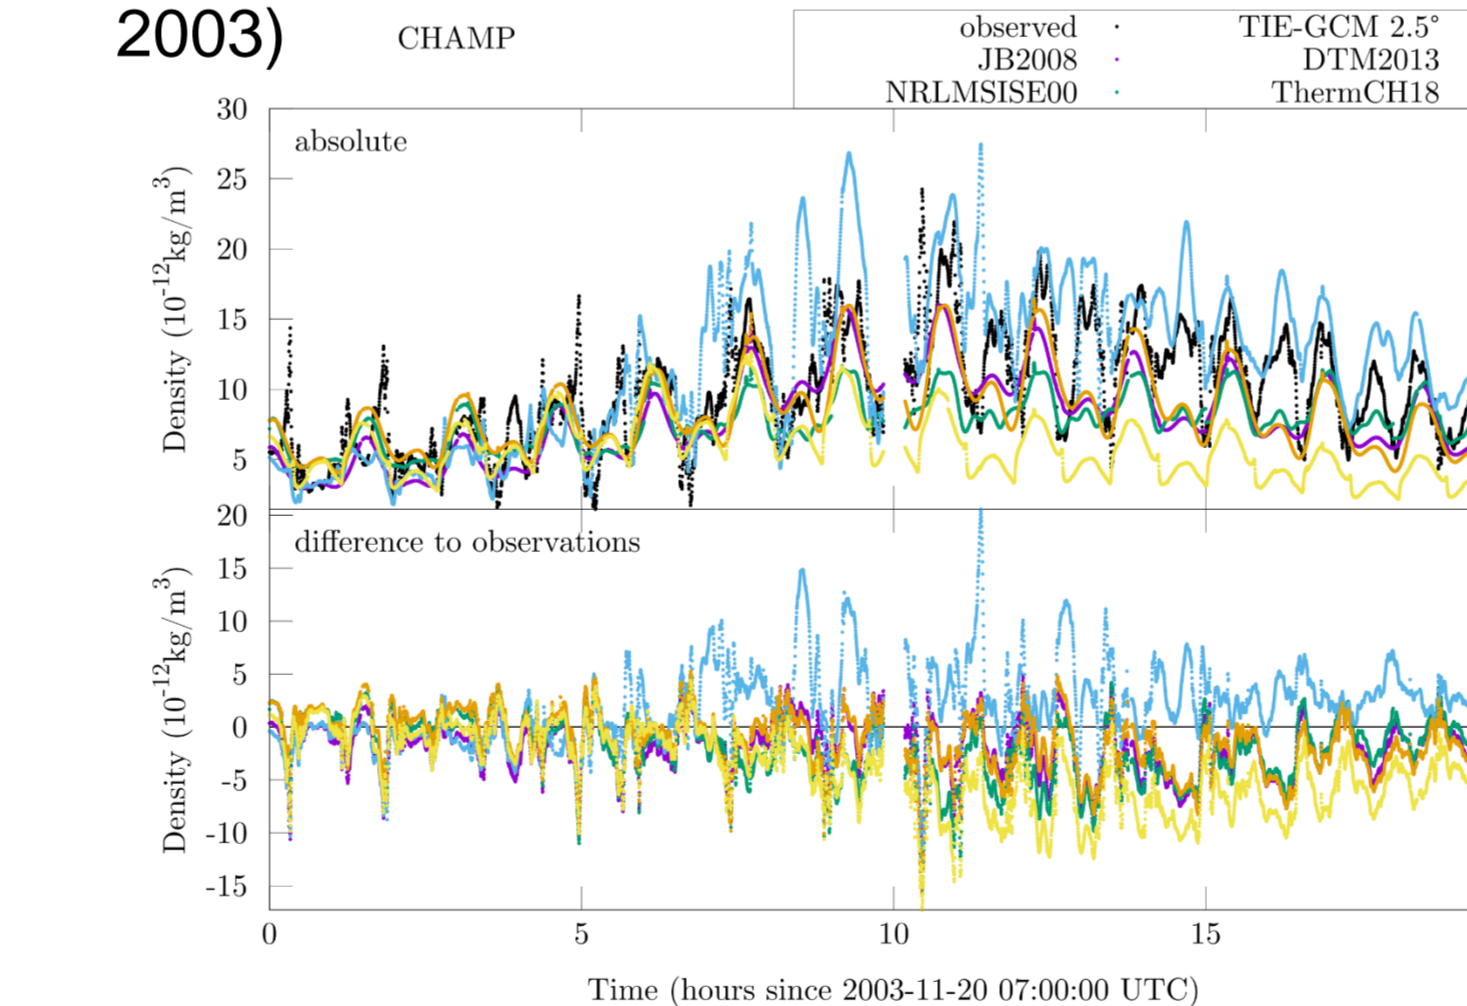 2003)
CHAMP
observed TIE-GCM 2.5°
JB2008 DTM2013
NRLMSISE00 ThermCH18
30
absolute
25
20
15
10
5
Density (10-12kg/m3)
20
difference to observations
15
10
5
0
-5
-10
-15
Density (10-12kg/m3)
0 5 10 15
Time (hours since 2003-11-20 07:00:00 UTC)